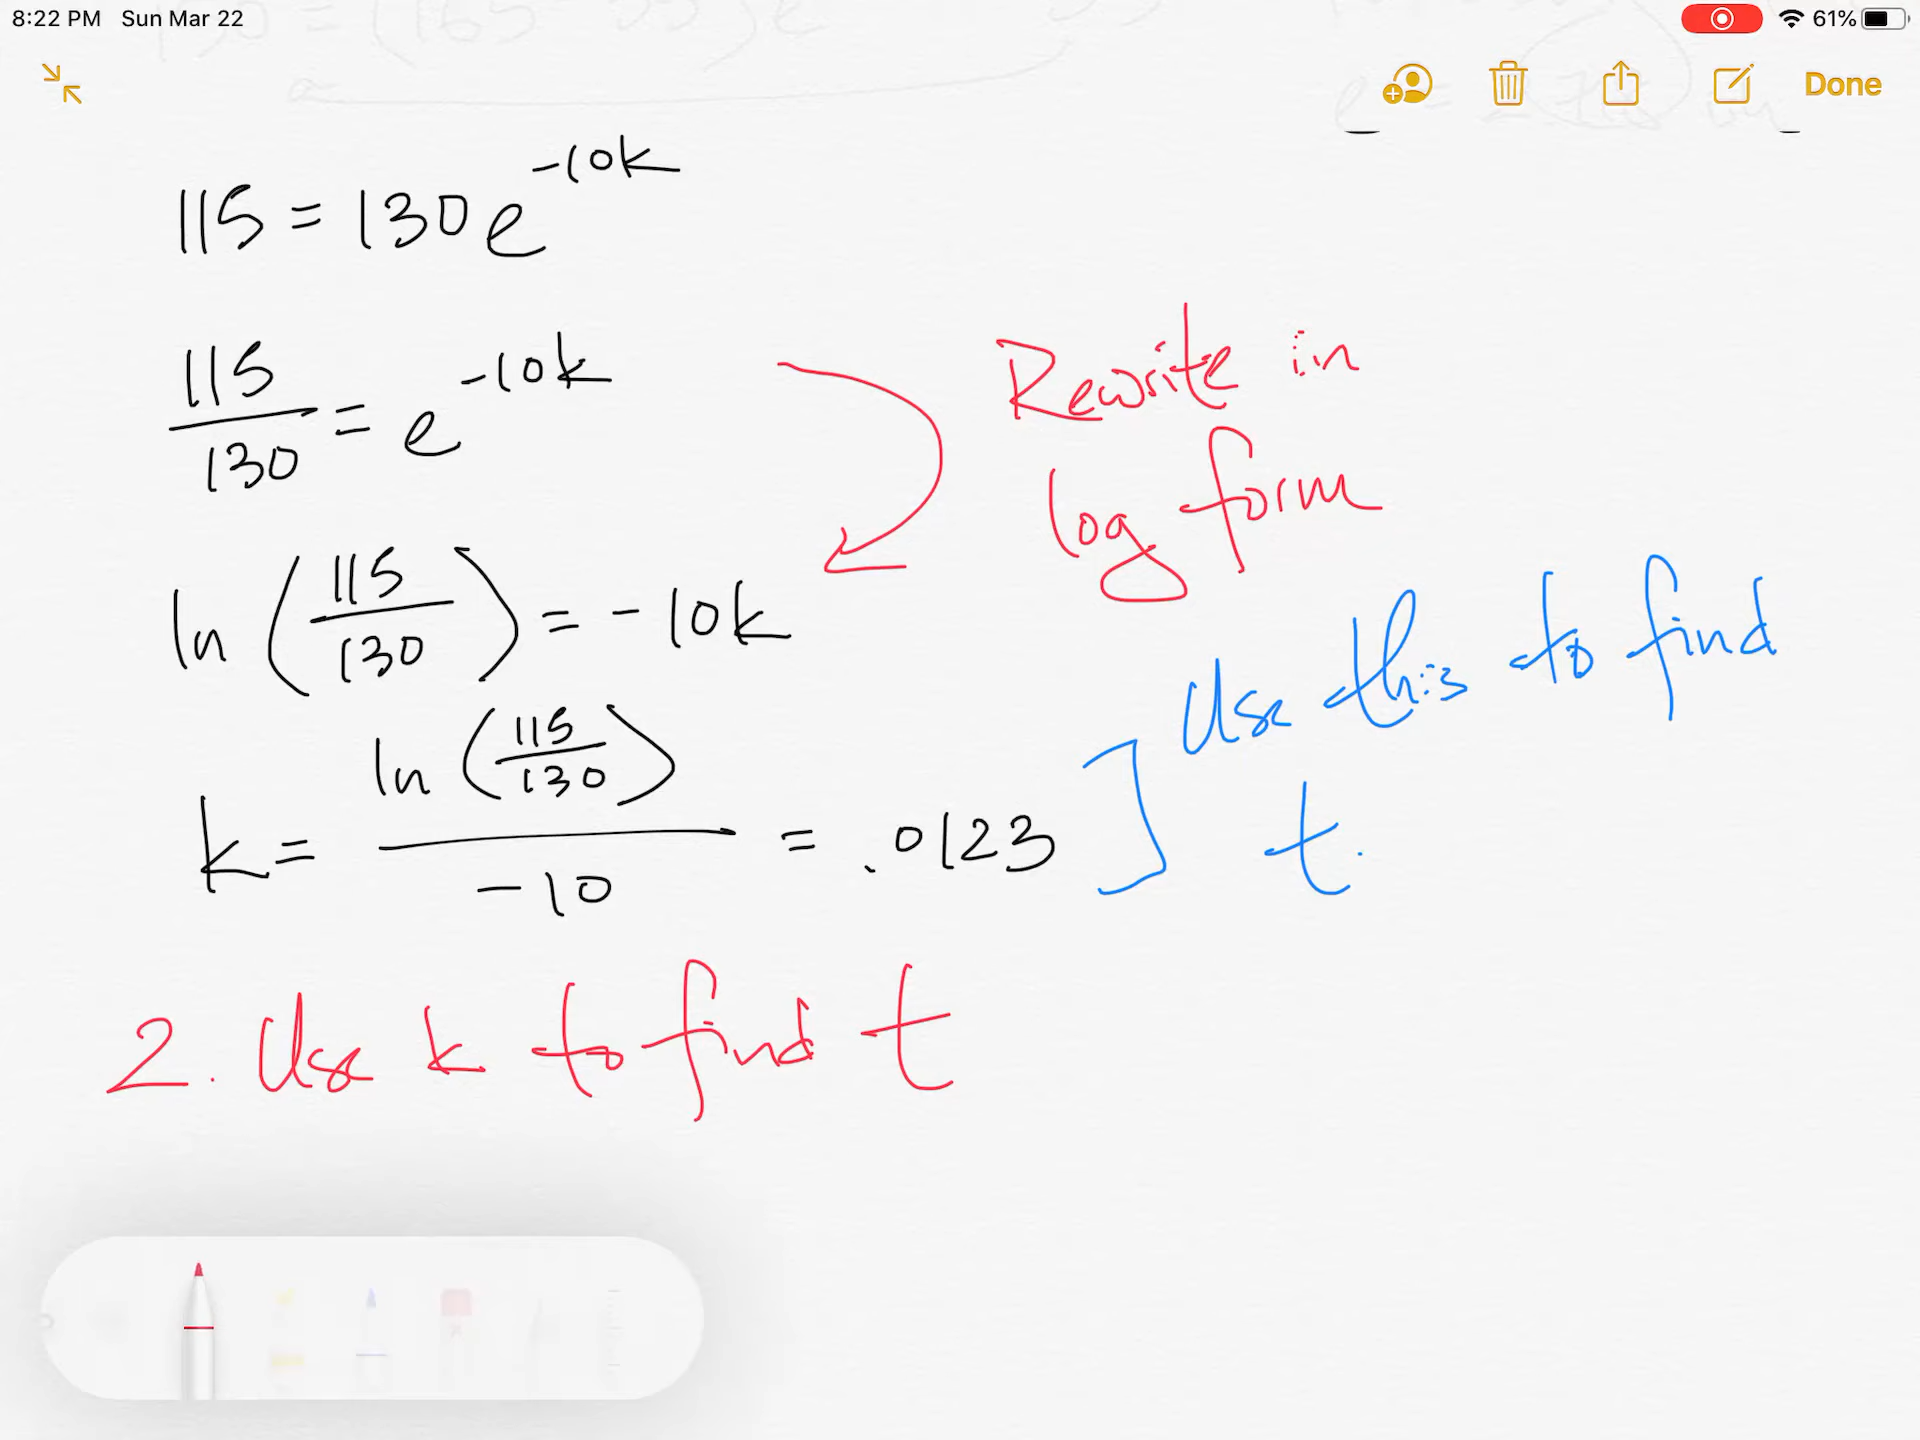 8:22 PM Sun Mar 22 61%
Done
115 = 130e^-10k
115/130 = e^-10k
Rewrite in
log form
ln (115/130) = -10k
k = ln (115/130) / -10 = .0123
Use this to find
t.
2. Use k to find t